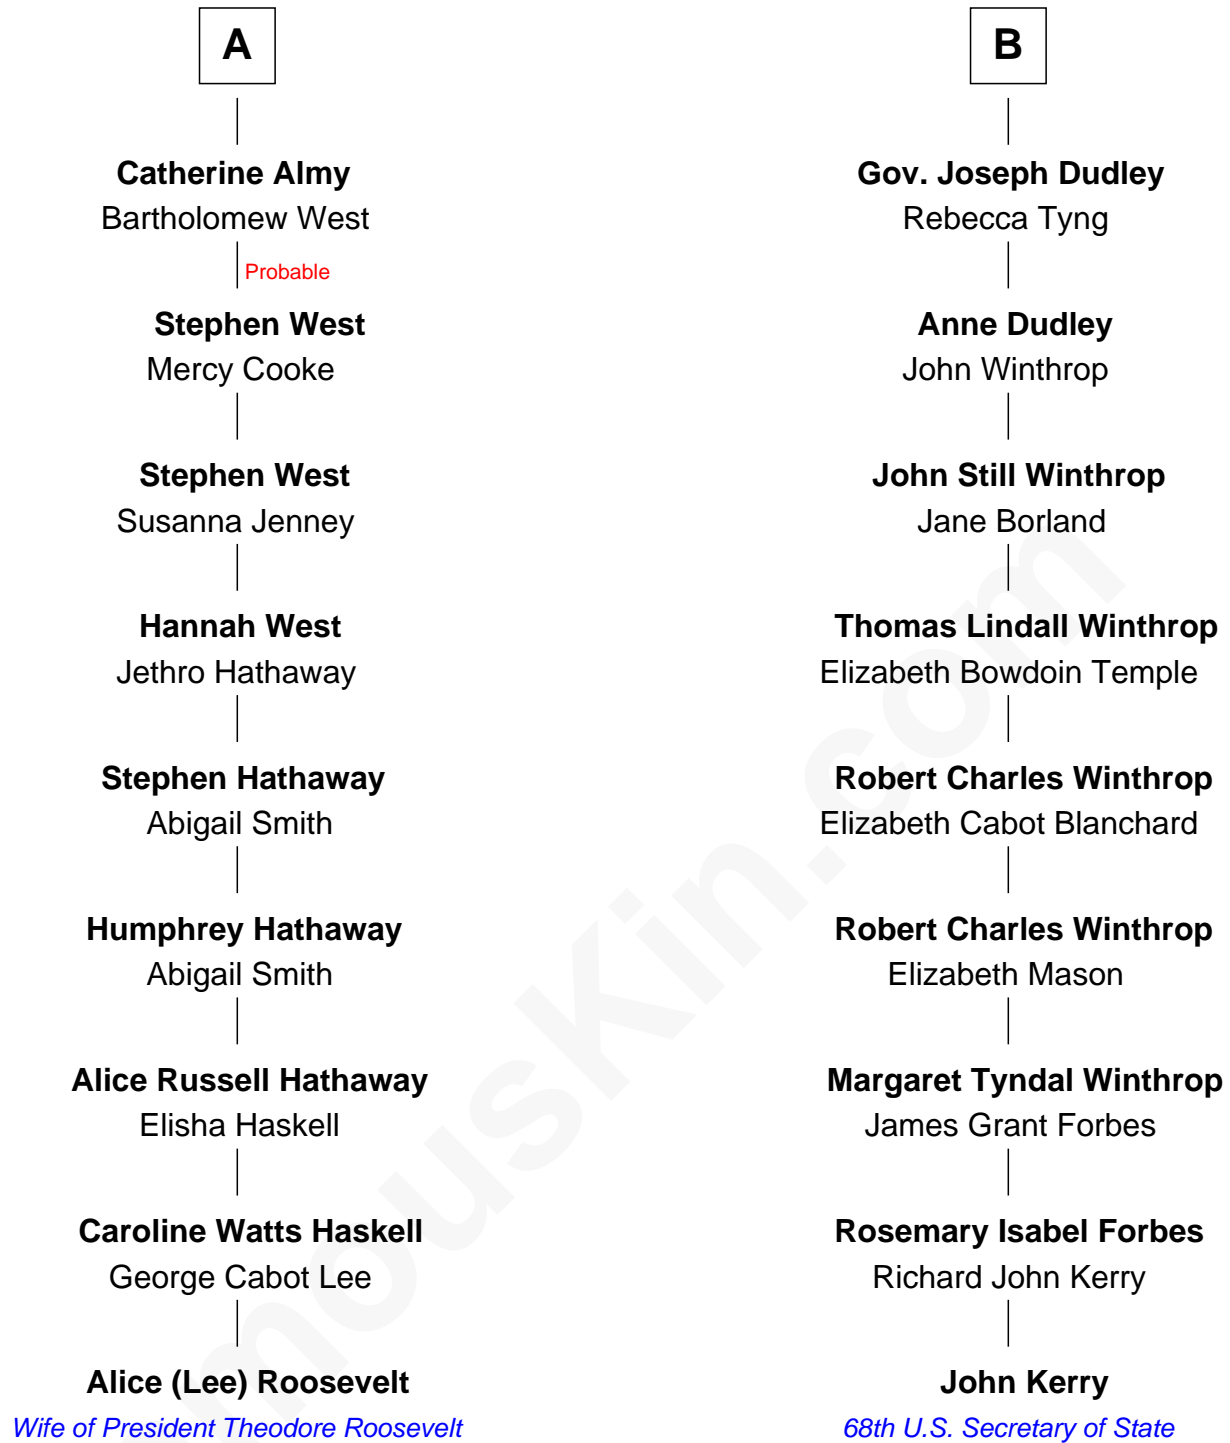 A
Catherine Almy
Bartholomew West
Probable
Stephen West
Mercy Cooke
Stephen West
Susanna Jenney
Hannah West
Jethro Hathaway
Stephen Hathaway
Abigail Smith
Humphrey Hathaway
Abigail Smith
Alice Russell Hathaway
Elisha Haskell
Caroline Watts Haskell
George Cabot Lee
Alice (Lee) Roosevelt
Wife of President Theodore Roosevelt
B
Gov. Joseph Dudley
Rebecca Tyng
Anne Dudley
John Winthrop
John Still Winthrop
Jane Borland
Thomas Lindall Winthrop
Elizabeth Bowdoin Temple
Robert Charles Winthrop
Elizabeth Cabot Blanchard
Robert Charles Winthrop
Elizabeth Mason
Margaret Tyndal Winthrop
James Grant Forbes
Rosemary Isabel Forbes
Richard John Kerry
John Kerry
68th U.S. Secretary of State
mousKin.com